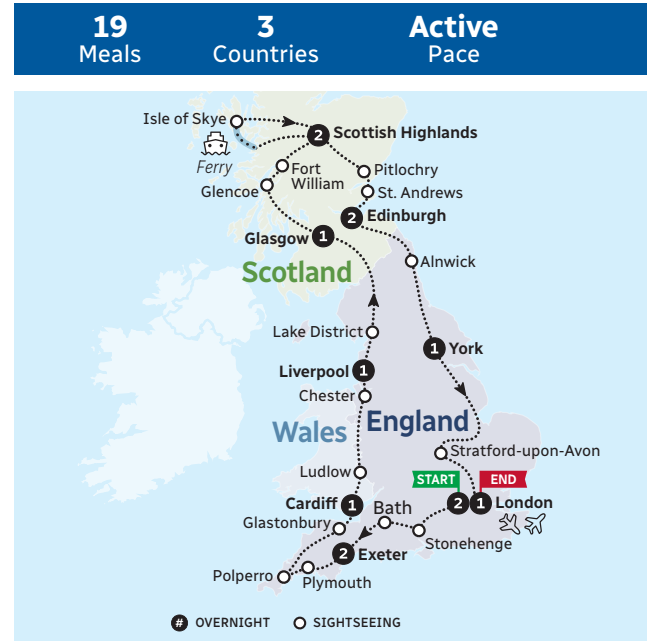 19 3 Active
Meals Countries Pace
Isle of Skye
2 Scottish Highlands
Ferry
Fort
William
Pitlochry
Glencoe
St. Andrews
2 Edinburgh
Glasgow 1
Alnwick
Scotland
Lake District
1 York
Liverpool 1
Chester
England
Wales
Stratford-upon-Avon
Ludlow
START END
Cardiff 1
2 1 London
Bath
Glastonbury
Stonehenge
2 Exeter
Polperro
Plymouth
# OVERNIGHT SIGHTSEEING